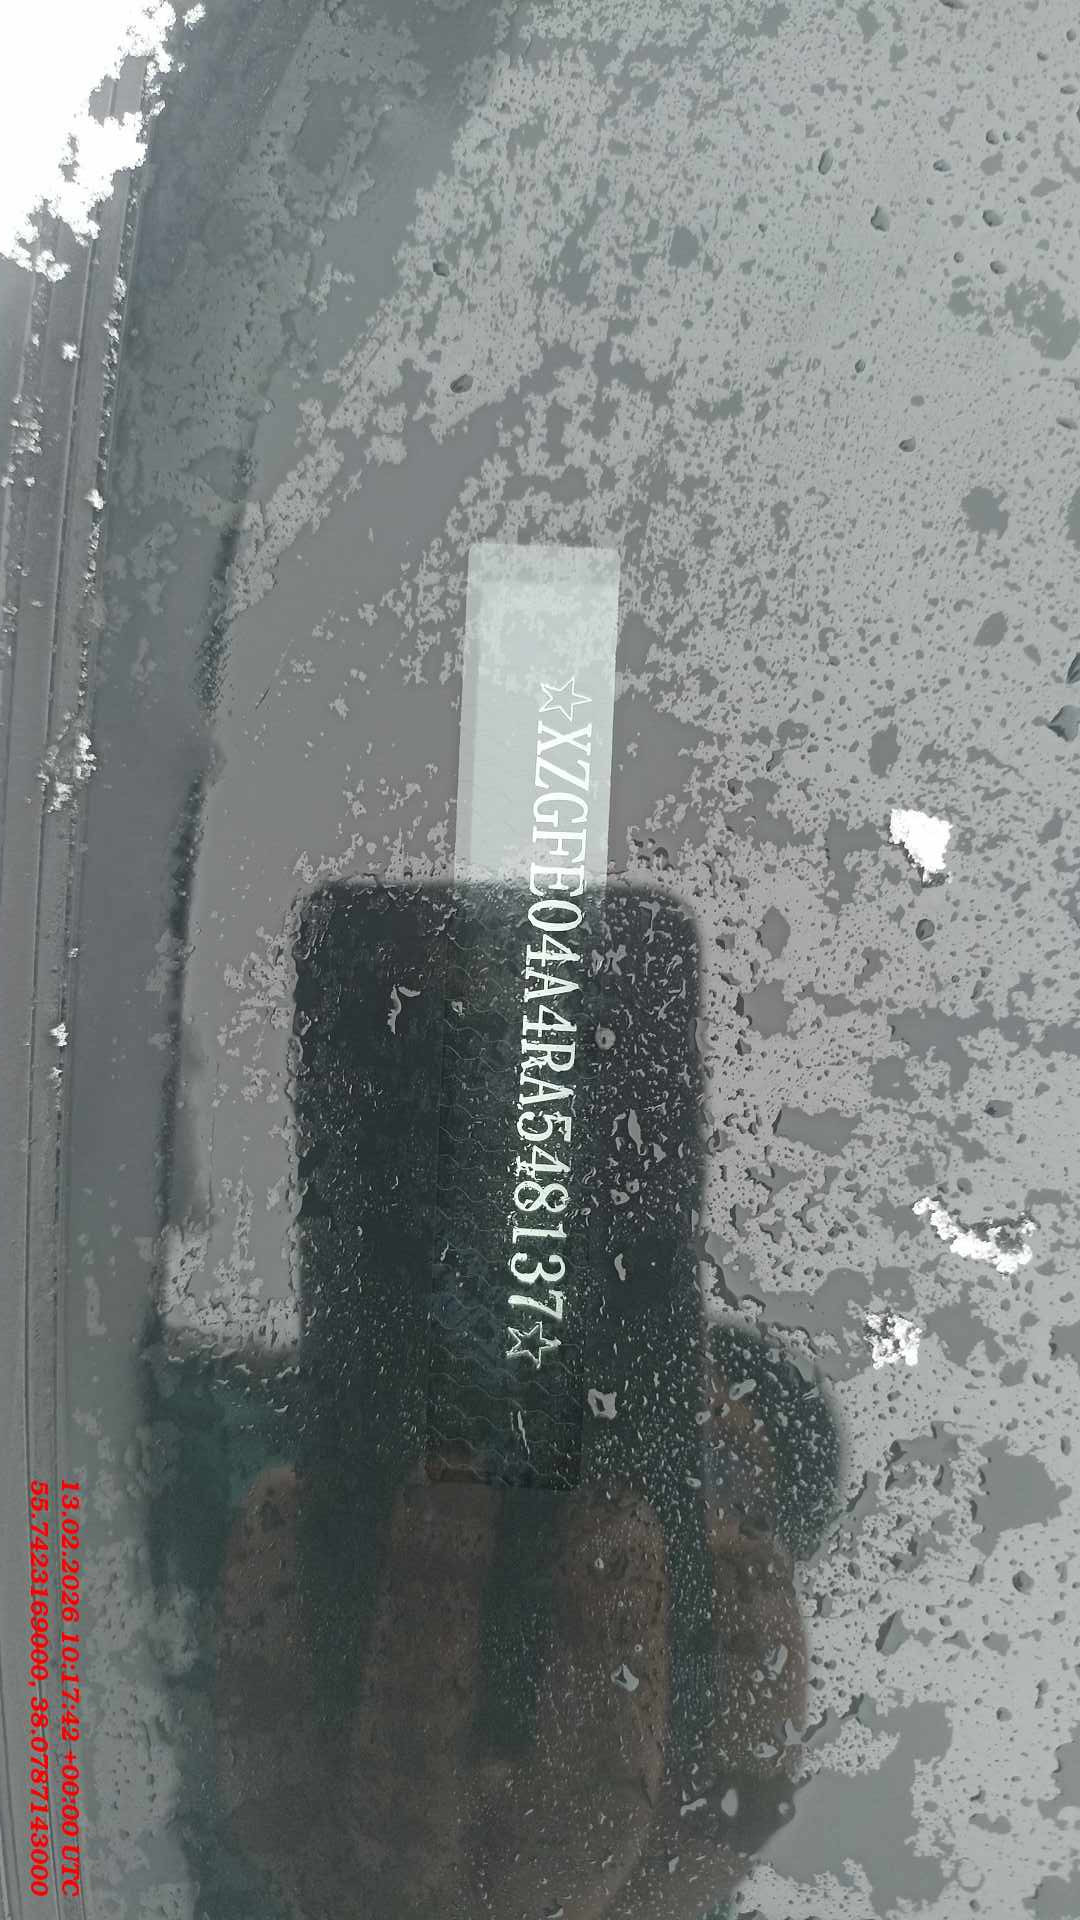 ☆XZGFE04A4RA548137☆
13.02.2026 10:17:42 +00:00 UTC
55.7423169000, 38.0787143000